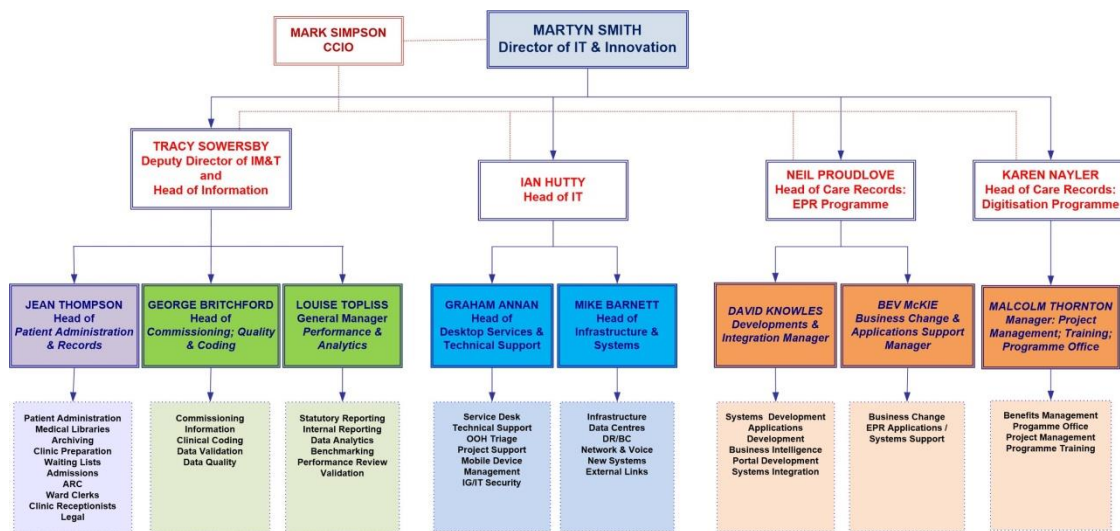 MARK SIMPSON
CCIO
MARTYN SMITH
Director of IT & Innovation
TRACY SOWERSBY
Deputy Director of IM&T
and
Head of Information
IAN HUTTY
Head of IT
NEIL PROUDLOVE
Head of Care Records:
EPR Programme
KAREN NAYLER
Head of Care Records:
Digitisation Programme
JEAN THOMPSON
Head of
Patient Administration
& Records
GEORGE BRITCHFORD
Head of
Commissioning; Quality
& Coding
LOUISE TOPLISS
General Manager
Performance &
Analytics
GRAHAM ANNAN
Head of
Desktop Services &
Technical Support
MIKE BARNETT
Head of
Infrastructure &
Systems
DAVID KNOWLES
Developments &
Integration Manager
BEV McKIE
Business Change &
Applications Support
Manager
MALCOLM THORNTON
Manager: Project
Management; Training;
Programme Office
Patient Administration
Medical Libraries
Archiving
Clinic Preparation
Waiting Lists
Admissions
ARC
Ward Clerks
Clinic Receptionists
Legal
Commissioning
Information
Clinical Coding
Data Validation
Data Quality
Statutory Reporting
Internal Reporting
Data Analytics
Benchmarking
Performance Review
Validation
Service Desk
Technical Support
OOH Triage
Project Support
Mobile Device
Management
IG/IT Security
Infrastructure
Data Centres
DR/BC
Network & Voice
New Systems
External Links
Systems Development
Applications
Development
Business Intelligence
Portal Development
Systems Integration
Business Change
EPR Applications /
Systems Support
Benefits Management
Progamme Office
Project Management
Programme Training